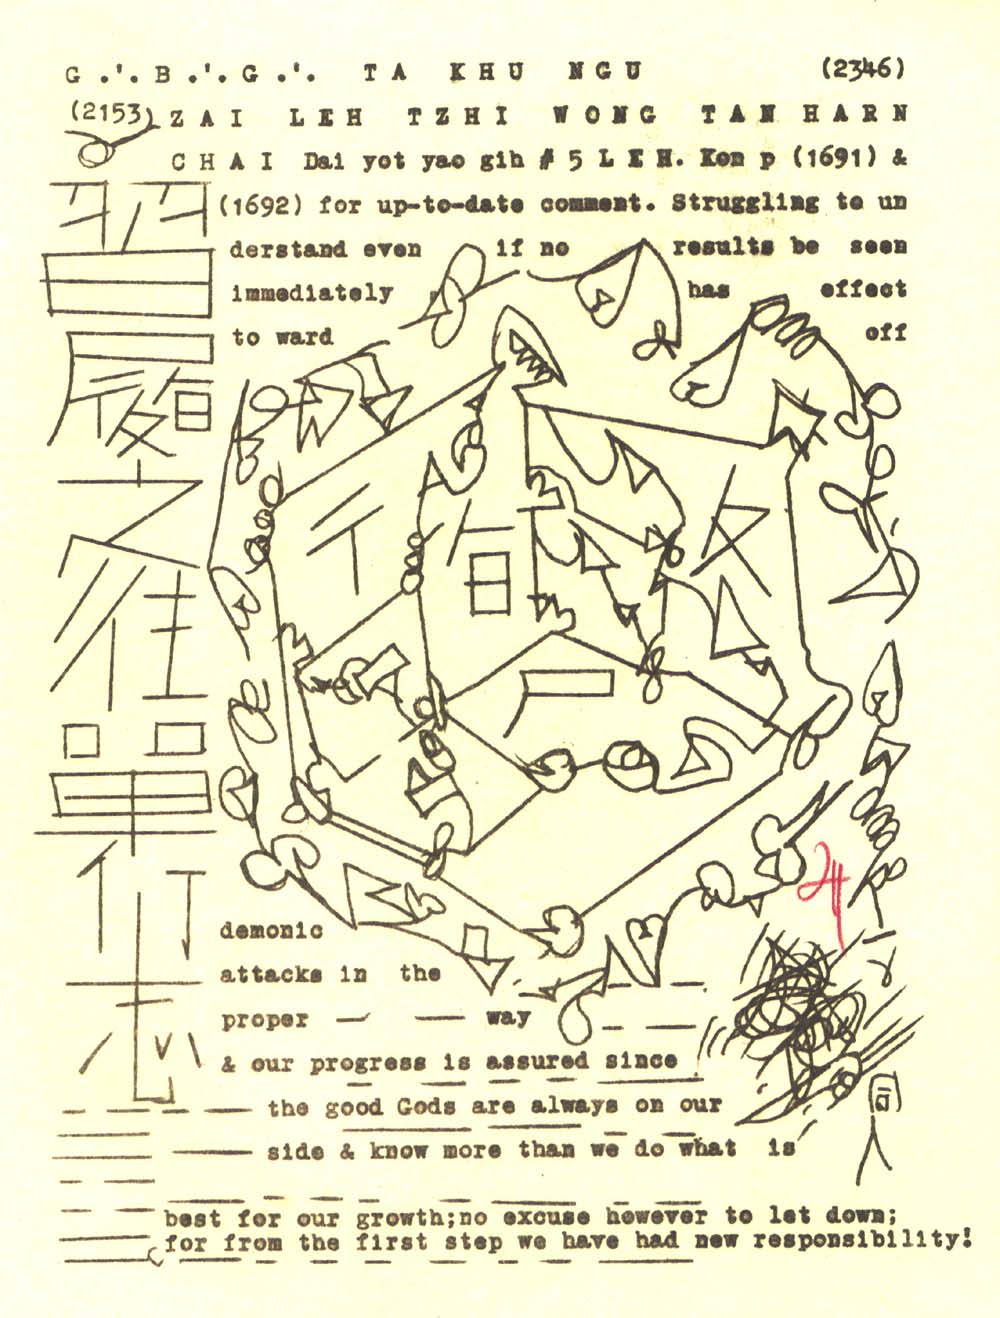 G .'. B .'. G .'. TA KHU NGU (2346)
(2153) ZAI LEH TZHI WONG TAN HARN
CHAI Dai yot yao gih # 5 LEH. Kon p (1691) &
(1692) for up-to-date comment. Struggling to un
derstand even if no results be seen
immediately has effect
to ward off
demonic
attacks in the
proper way
& our progress is assured since
the good Gods are always on our
side & know more than we do what is
best for our growth;no excuse however to let down;
for from the first step we have had new responsibility!